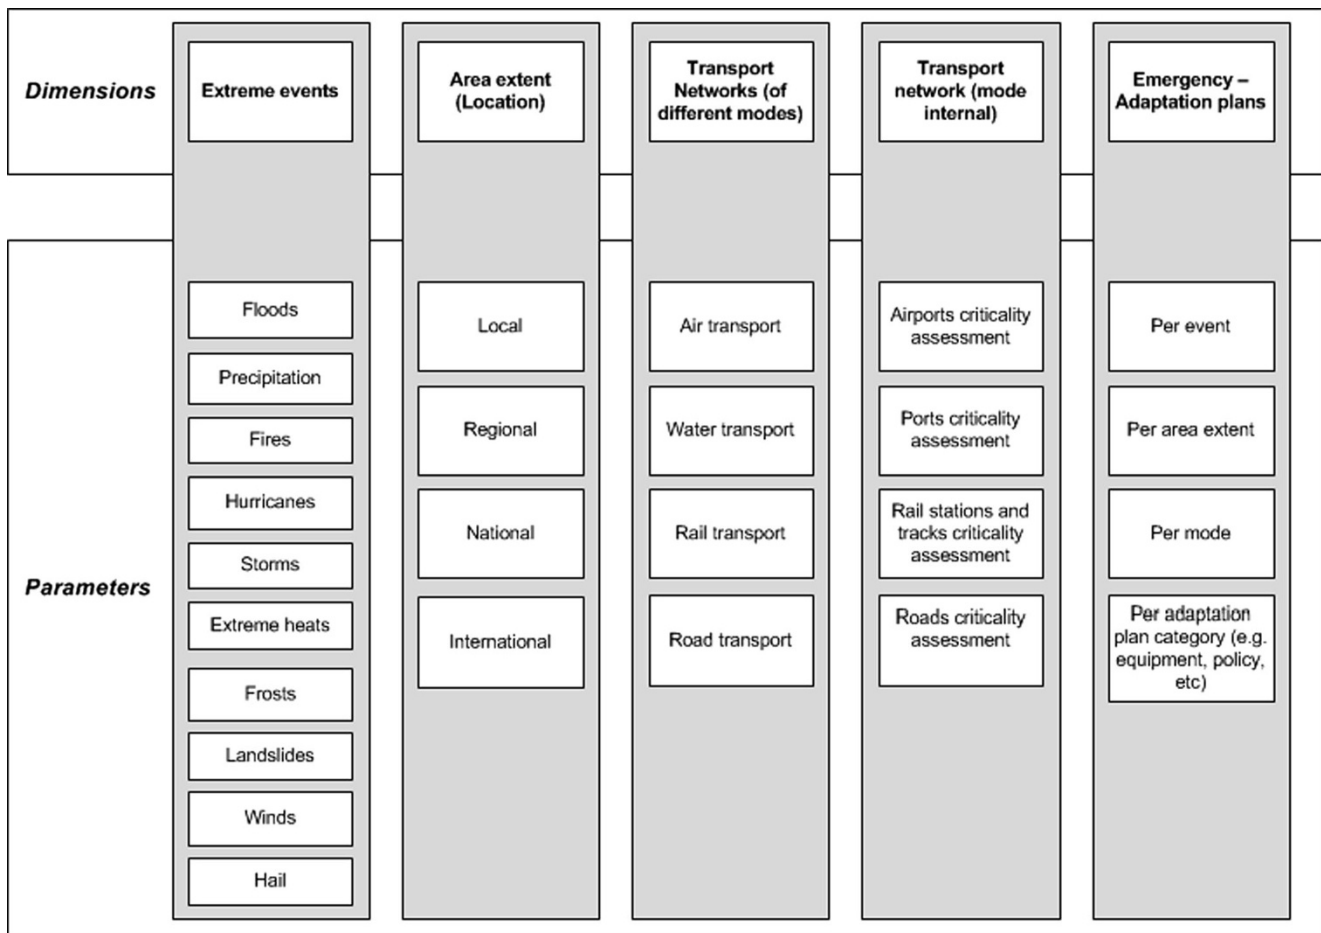 Dimensions
Extreme events
Area extent
(Location)
Transport
Networks (of
different modes)
Transport
network (mode
internal)
Emergency –
Adaptation plans
Parameters
Floods
Precipitation
Fires
Hurricanes
Storms
Extreme heats
Frosts
Landslides
Winds
Hail
Local
Regional
National
International
Air transport
Water transport
Rail transport
Road transport
Airports criticality
assessment
Ports criticality
assessment
Rail stations and
tracks criticality
assessment
Roads criticality
assessment
Per event
Per area extent
Per mode
Per adaptation
plan category (e.g.
equipment, policy,
etc)